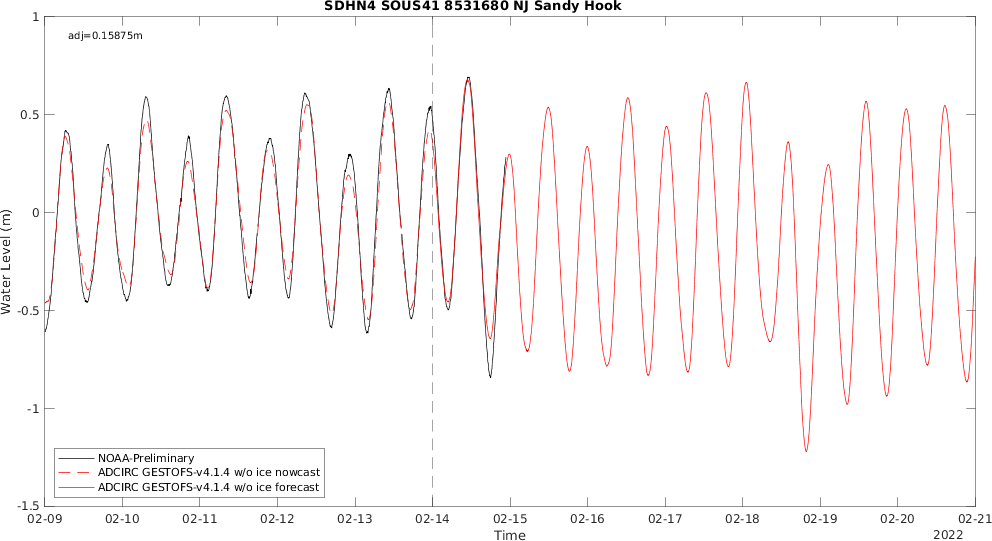 SDHN4 SOUS41 8531680 NJ Sandy Hook
adj=0.15875m
1
0.5
0
-0.5
-1
-1.5
Water Level (m)
NOAA-Preliminary
ADCIRC GESTOFS-v4.1.4 w/o ice nowcast
ADCIRC GESTOFS-v4.1.4 w/o ice forecast
02-09 02-10 02-11 02-12 02-13 02-14 02-15 02-16 02-17 02-18 02-19 02-20 02-21
Time
2022